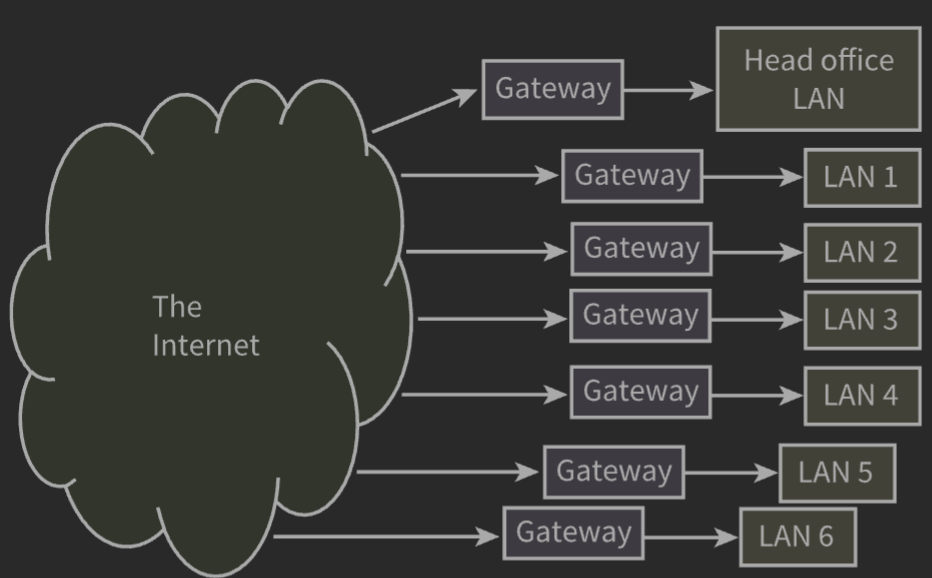 Gateway
Head office
LAN
Gateway
LAN 1
Gateway
LAN 2
The
Internet
Gateway
LAN 3
Gateway
LAN 4
Gateway
LAN 5
Gateway
LAN 6